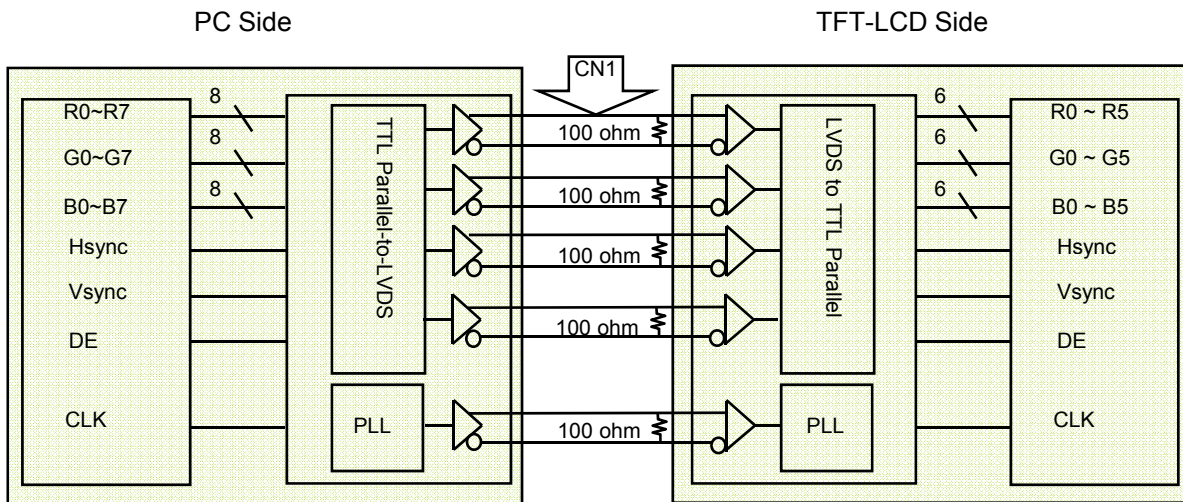 PC Side
TFT-LCD Side
CN1
R0~R7
8
G0~G7
8
B0~B7
8
Hsync
Vsync
DE
CLK
TTL Parallel-to-LVDS
PLL
100 ohm
100 ohm
100 ohm
100 ohm
100 ohm
LVDS to TTL Parallel
PLL
6
R0 ~ R5
6
G0 ~ G5
6
B0 ~ B5
Hsync
Vsync
DE
CLK